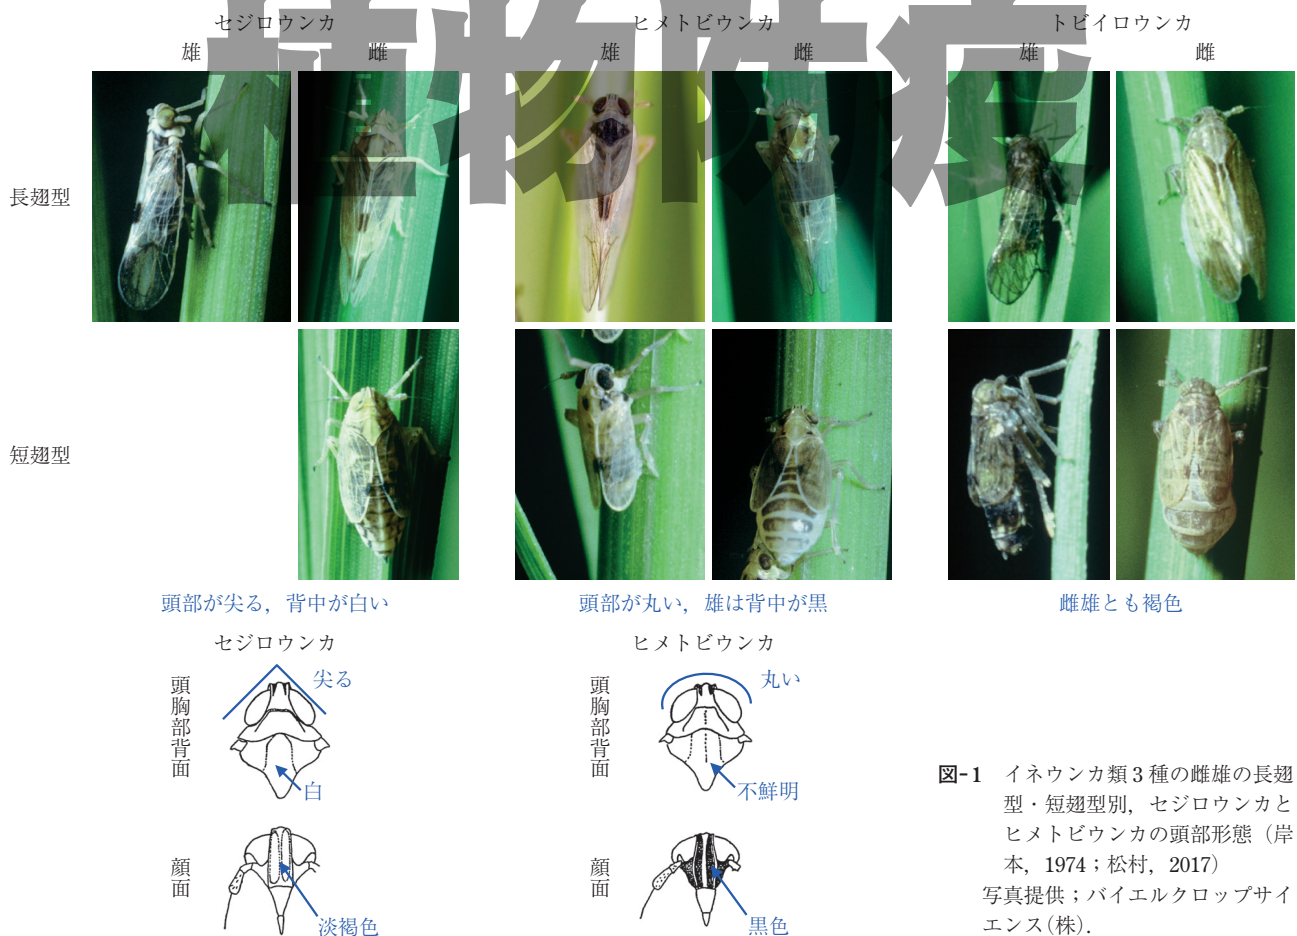 植物防疫
セジロウンカ
ヒメトビウンカ
トビイロウンカ
雄
雌
雄
雌
雄
雌
長翅型
短翅型
頭部が尖る，背中が白い
頭部が丸い，雄は背中が黒
雌雄とも褐色
セジロウンカ
頭胸部背面
尖る
白
顔面
淡褐色
ヒメトビウンカ
頭胸部背面
丸い
不鮮明
顔面
黒色
図-1 イネウンカ類3種の雌雄の長翅
型・短翅型別，セジロウンカと
ヒメトビウンカの頭部形態（岸
本，1974；松村，2017）
写真提供；バイエルクロップサイ
エンス(株)．